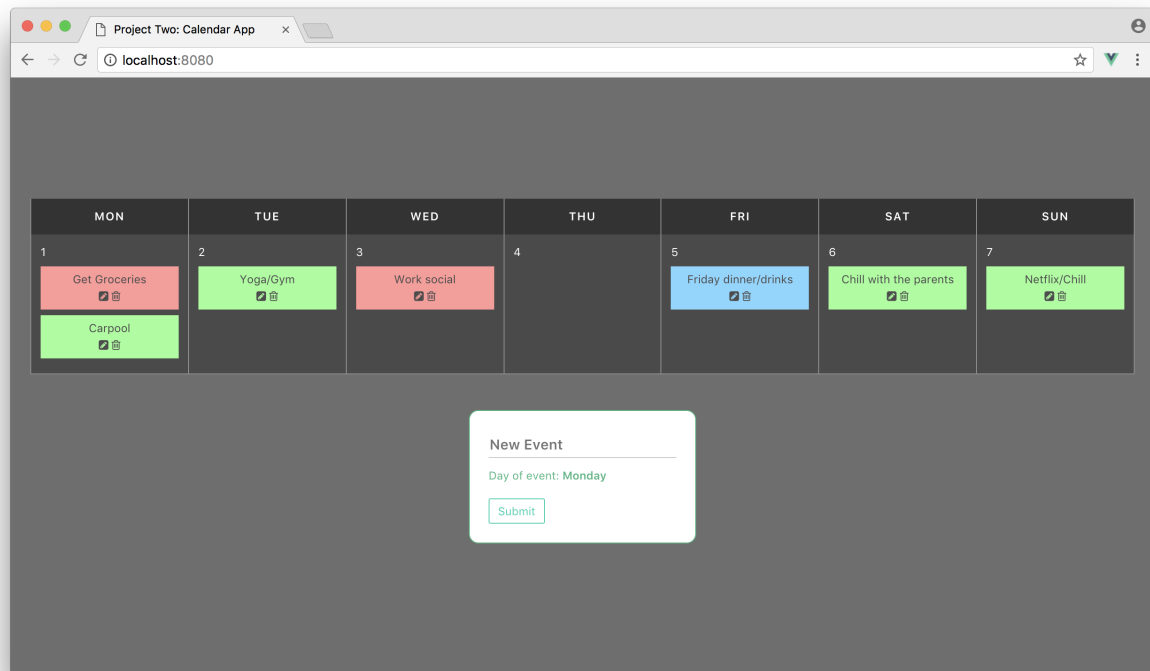 Project Two: Calendar App
localhost:8080
MON TUE WED THU FRI SAT SUN
1 2 3 4 5 6 7
Get Groceries Yoga/Gym Work social Friday dinner/drinks Chill with the parents Netflix/Chill
Carpool
New Event
Day of event: Monday
Submit